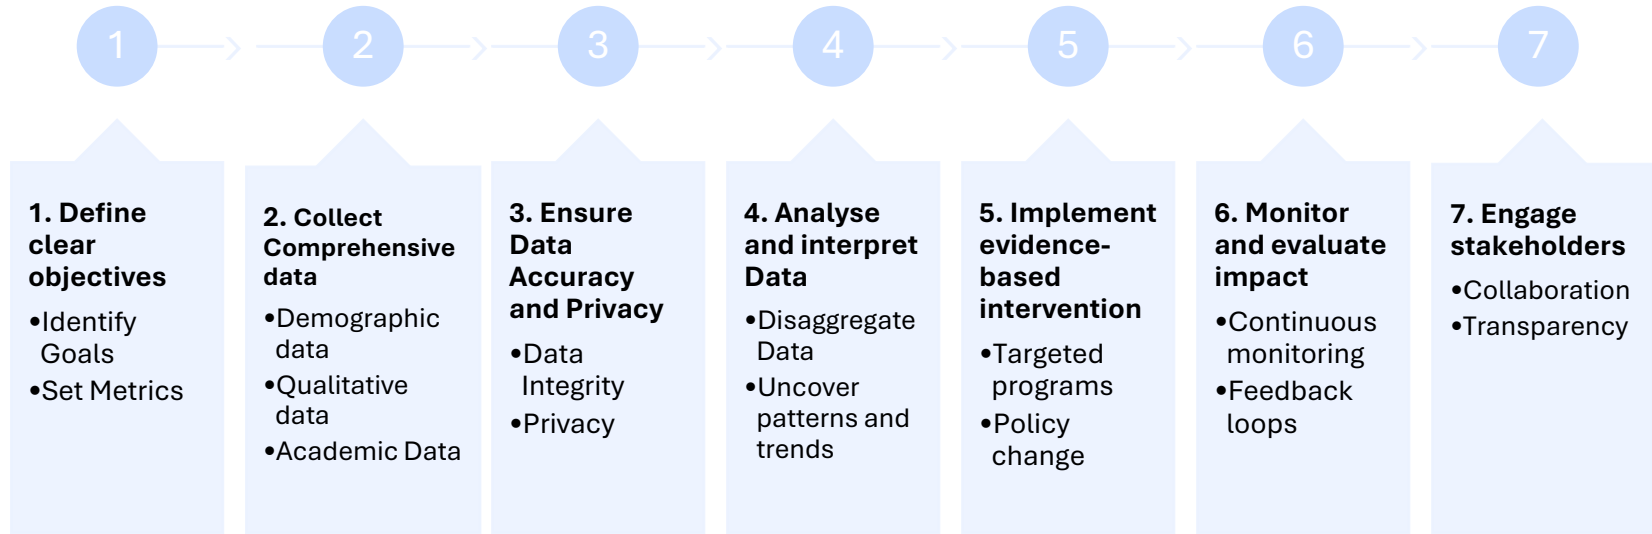 1
2
3
4
5
6
7
1. Define
clear
objectives
•Identify
Goals
•Set Metrics
2. Collect
Comprehensive
data
•Demographic
data
•Qualitative
data
•Academic Data
3. Ensure
Data
Accuracy
and Privacy
•Data
Integrity
•Privacy
4. Analyse
and interpret
Data
•Disaggregate
Data
•Uncover
patterns and
trends
5. Implement
evidence-
based
intervention
•Targeted
programs
•Policy
change
6. Monitor
and evaluate
impact
•Continuous
monitoring
•Feedback
loops
7. Engage
stakeholders
•Collaboration
•Transparency